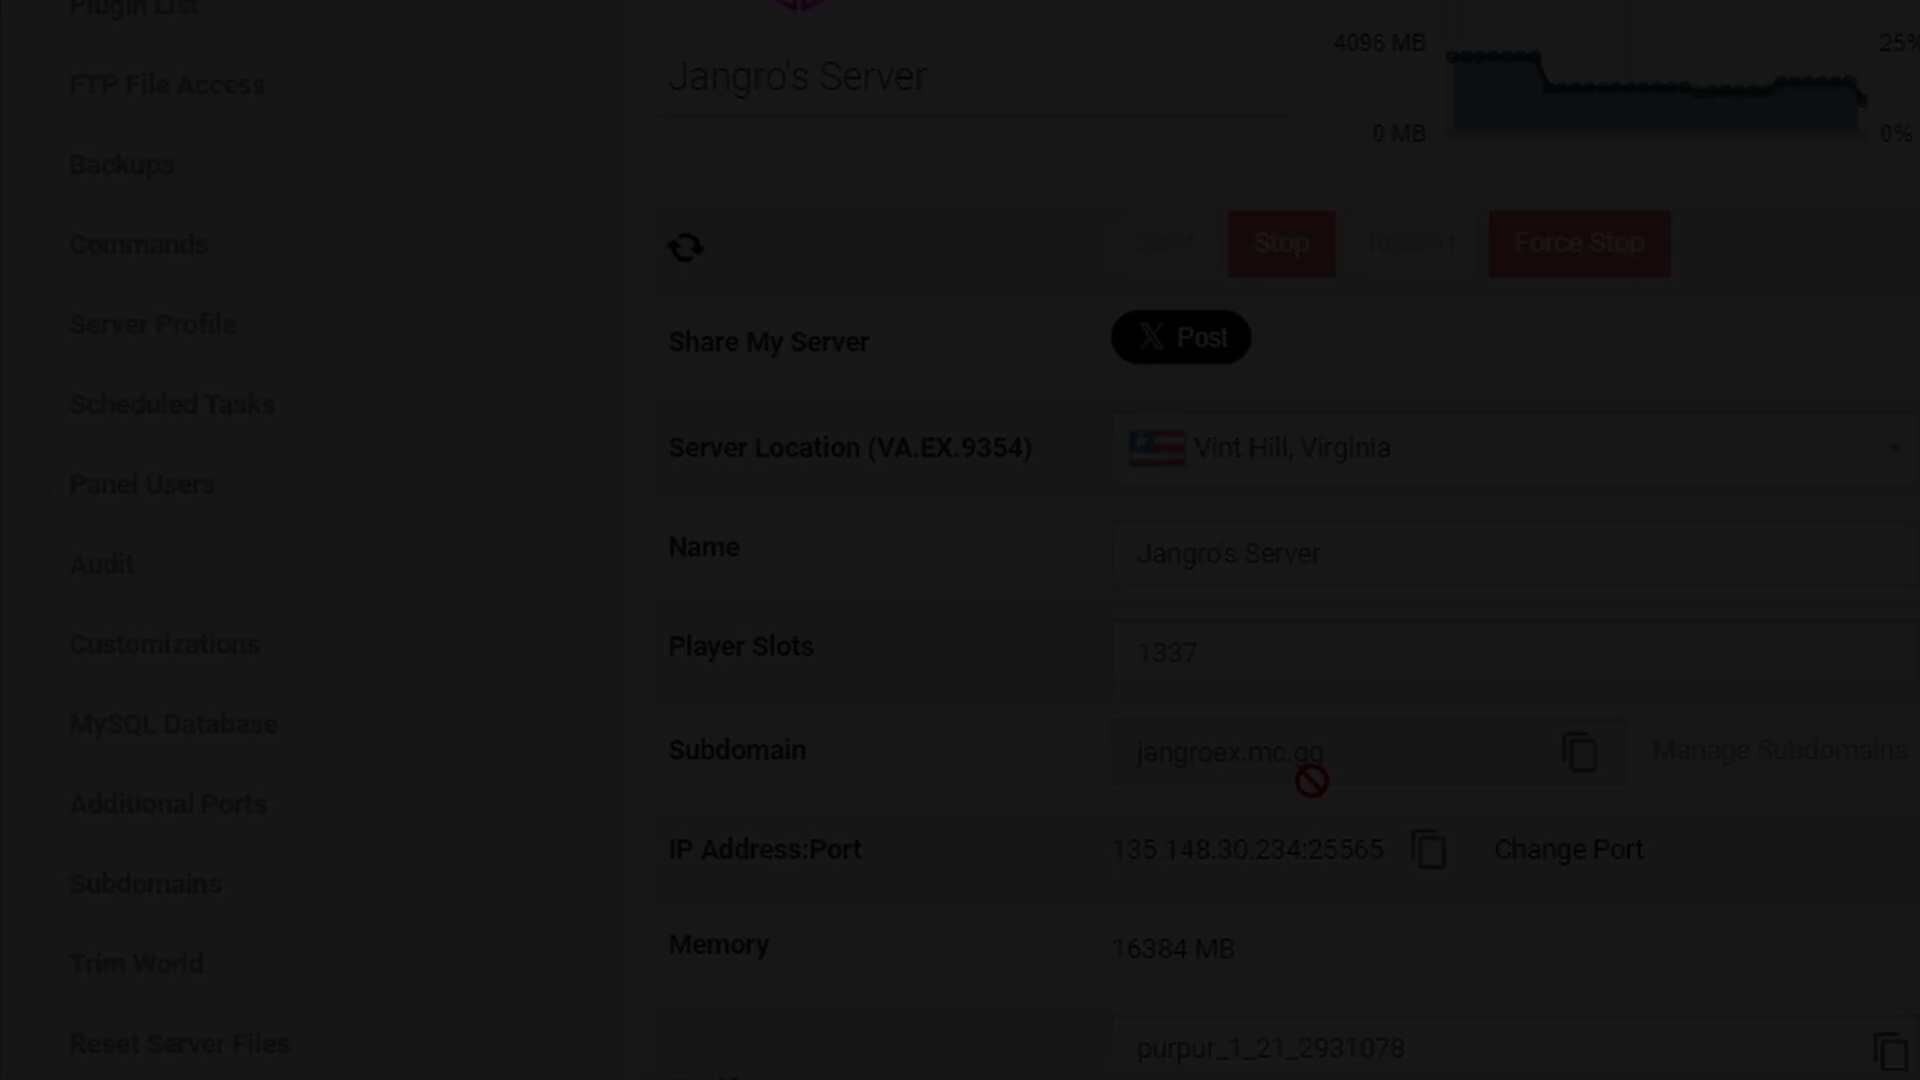 Plugin List
FTP File Access
Backups
Commands
Server Profile
Scheduled Tasks
Panel Users
Audit
Customizations
MySQL Database
Additional Ports
Subdomains
Trim World
Reset Server Files
Jangro's Server
4096 MB
25%
0 MB
0%
Start
Stop
Restart
Force Stop
Share My Server
Post
Server Location (VA.EX.9354)
Vint Hill, Virginia
Name
Jangro's Server
Player Slots
1337
Subdomain
jangroex.mc.gg
Manage Subdomains
IP Address:Port
135.148.30.234:25565
Change Port
Memory
16384 MB
purpur_1_21_2931078